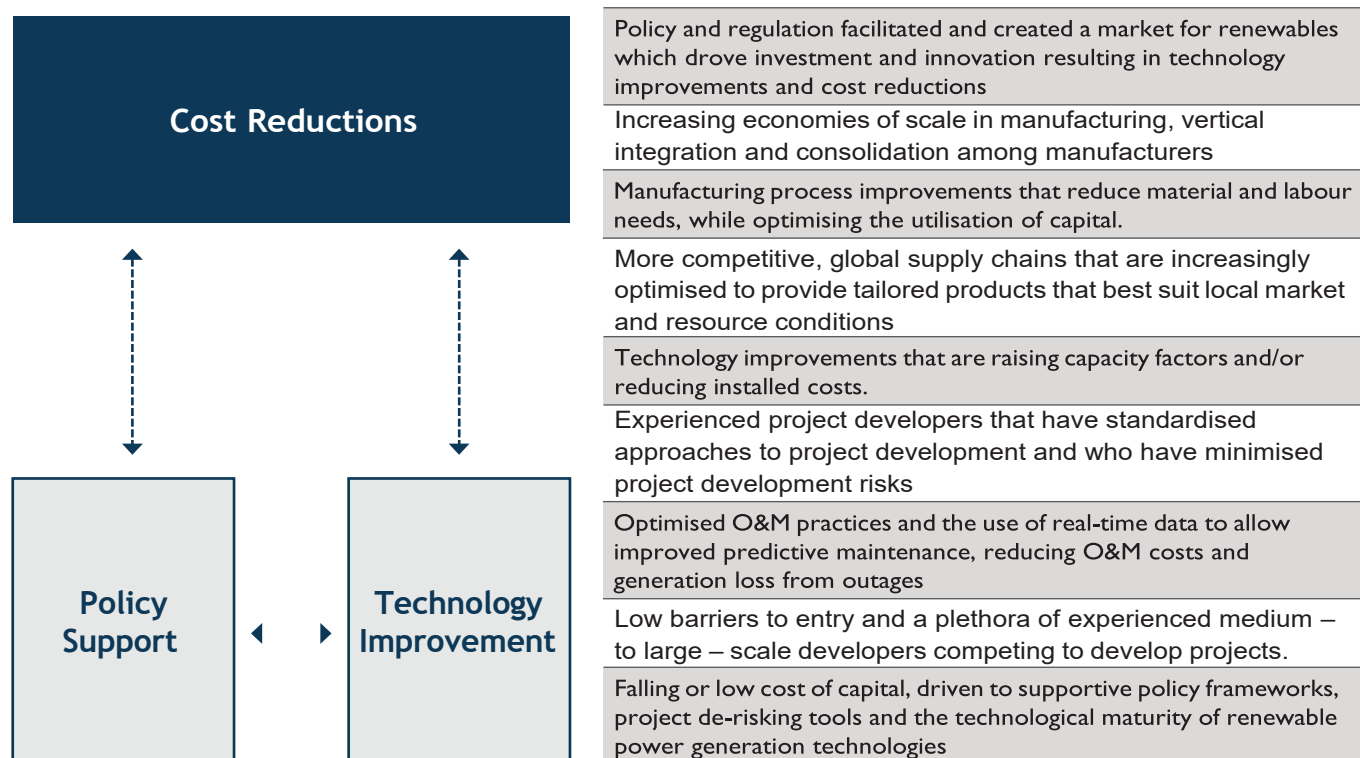 Cost Reductions
Policy
Support
Technology
Improvement
Policy and regulation facilitated and created a market for renewables
which drove investment and innovation resulting in technology
improvements and cost reductions
Increasing economies of scale in manufacturing, vertical
integration and consolidation among manufacturers
Manufacturing process improvements that reduce material and labour
needs, while optimising the utilisation of capital.
More competitive, global supply chains that are increasingly
optimised to provide tailored products that best suit local market
and resource conditions
Technology improvements that are raising capacity factors and/or
reducing installed costs.
Experienced project developers that have standardised
approaches to project development and who have minimised
project development risks
Optimised O&M practices and the use of real-time data to allow
improved predictive maintenance, reducing O&M costs and
generation loss from outages
Low barriers to entry and a plethora of experienced medium –
to large – scale developers competing to develop projects.
Falling or low cost of capital, driven to supportive policy frameworks,
project de-risking tools and the technological maturity of renewable
power generation technologies